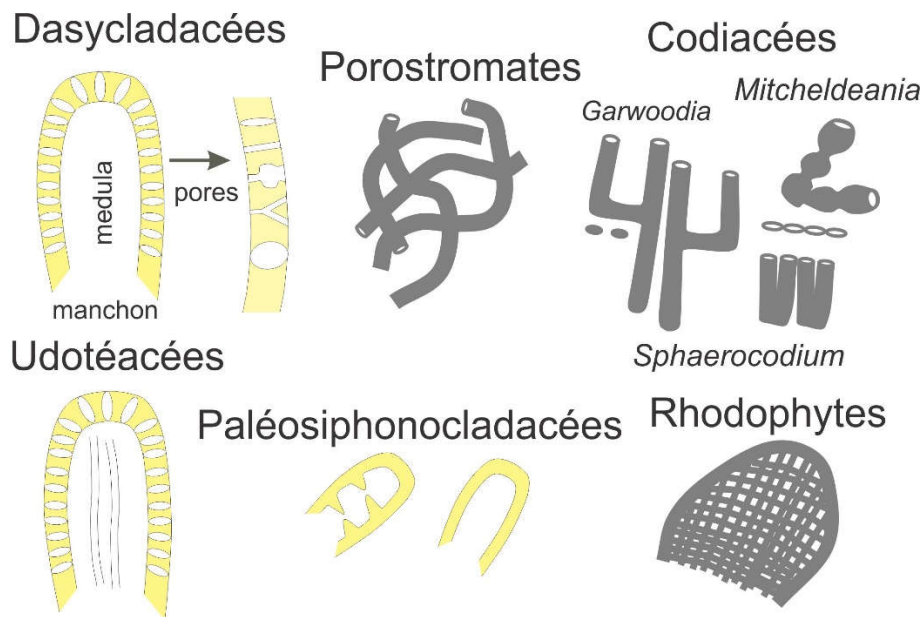 Dasycladacées
medula
pores
manchon
Porostromates
Codiacées
Garwoodia
Mitcheldeania
Sphaerocodium
Udotéacées
Paléosiphonocladacées
Rhodophytes